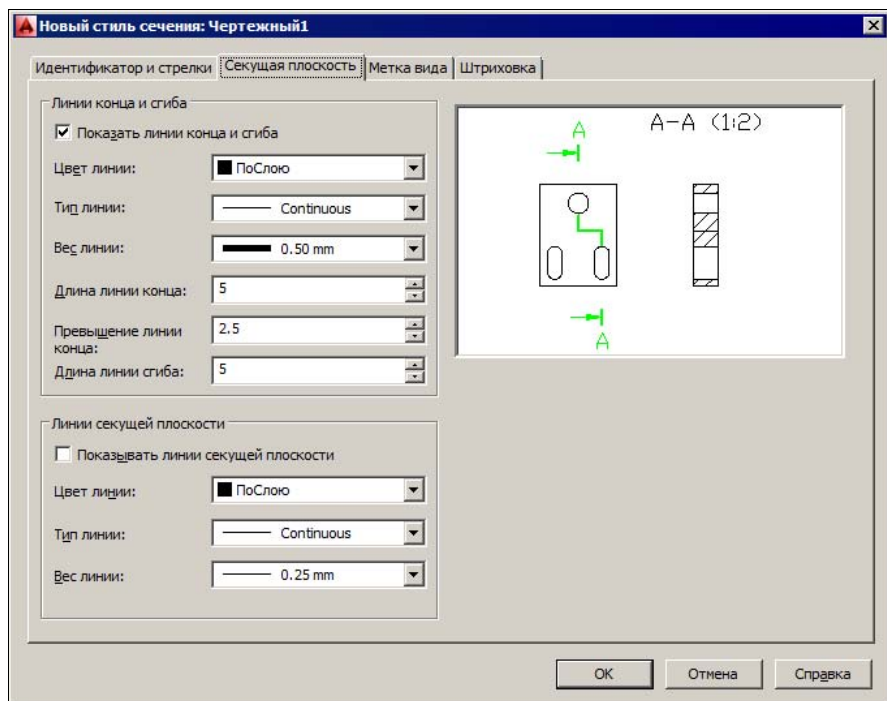 Новый стиль сечения: Чертежный1
Идентификатор и стрелки Секущая плоскость Метка вида Штриховка
Линии конца и сгиба
Показать линии конца и сгиба
Цвет линии: ПоСлою
Тип линии: Continuous
Вес линии: 0.50 mm
Длина линии конца: 5
Превышение линии конца: 2.5
Длина линии сгиба: 5
Линии секущей плоскости
Показывать линии секущей плоскости
Цвет линии: ПоСлою
Тип линии: Continuous
Вес линии: 0.25 mm
A
A-A (1:2)
A
OK Отмена Справка